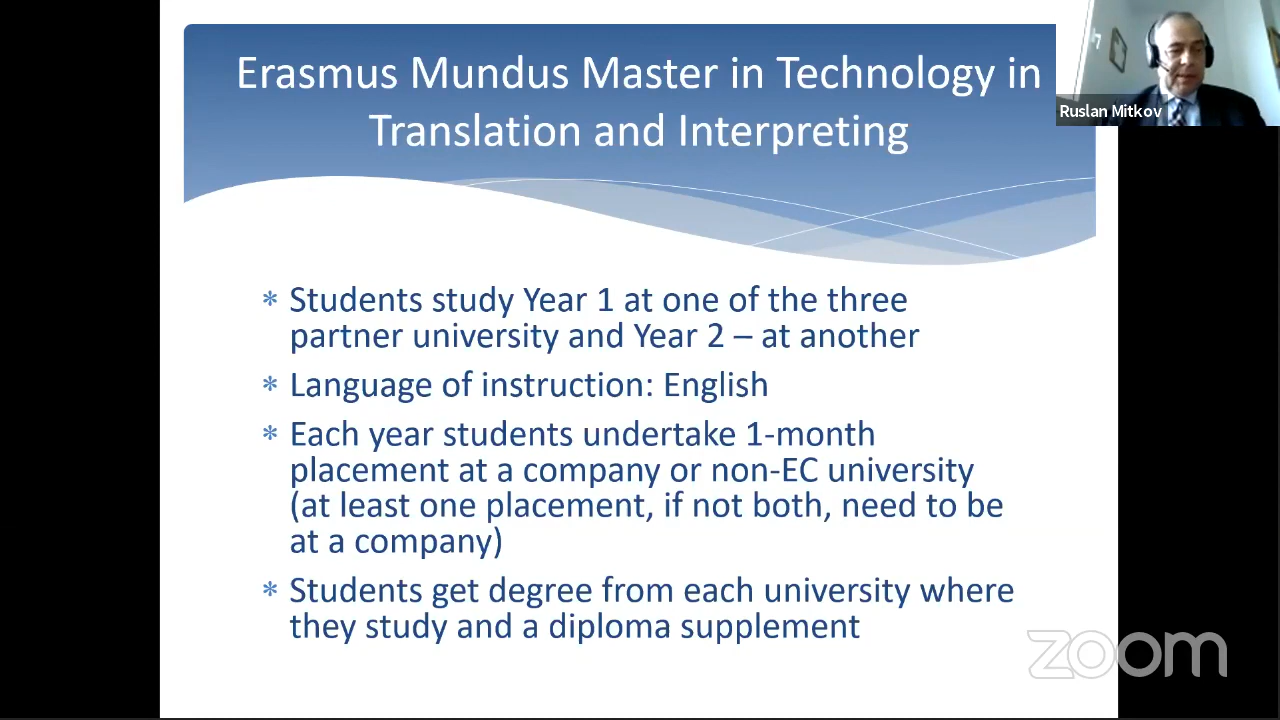 Erasmus Mundus Master in Technology in
Translation and Interpreting
Ruslan Mitkov
* Students study Year 1 at one of the three
partner university and Year 2 – at another
* Language of instruction: English
* Each year students undertake 1-month
placement at a company or non-EC university
(at least one placement, if not both, need to be
at a company)
* Students get degree from each university where
they study and a diploma supplement
zoom